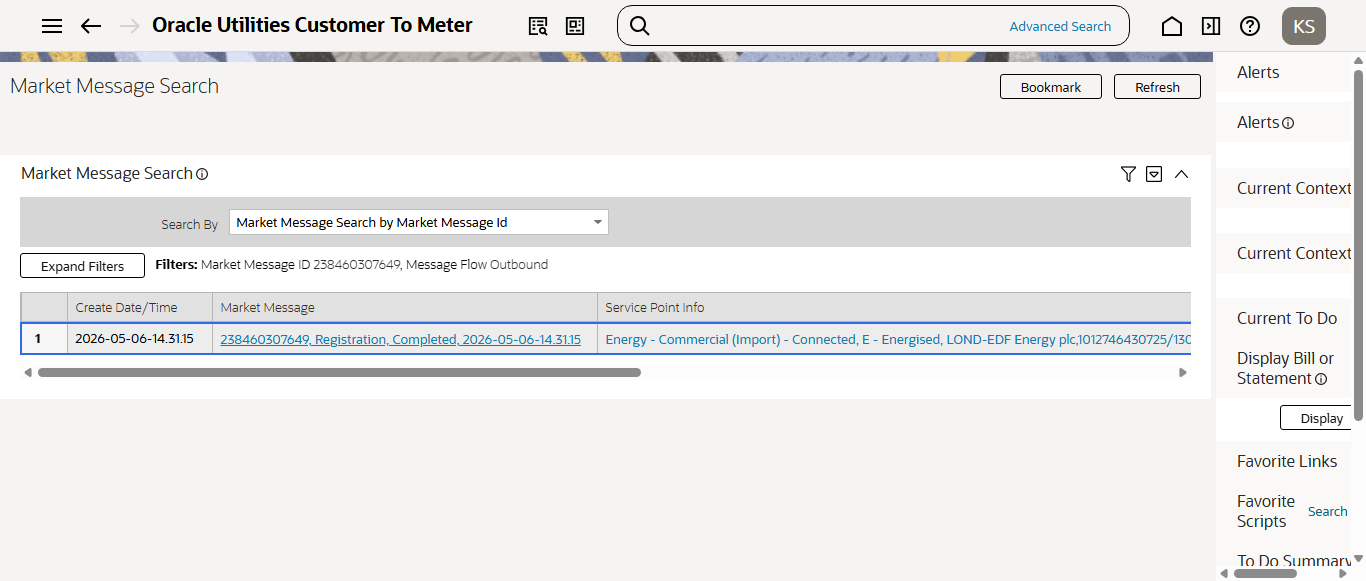 Oracle Utilities Customer To Meter
Advanced Search
KS
Market Message Search
Bookmark
Refresh
Market Message Search
Search By
Market Message Search by Market Message Id
Expand Filters
Filters: Market Message ID 238460307649, Message Flow Outbound
Create Date/Time
Market Message
Service Point Info
1
2026-05-06-14.31.15
238460307649, Registration, Completed, 2026-05-06-14.31.15
Energy - Commercial (Import) - Connected, E - Energised, LOND-EDF Energy plc,1012746430725/130
Alerts
Alerts
Current Context
Current Context
Current To Do
Display Bill or
Statement
Display
Favorite Links
Favorite
Scripts
Search
To Do Summary